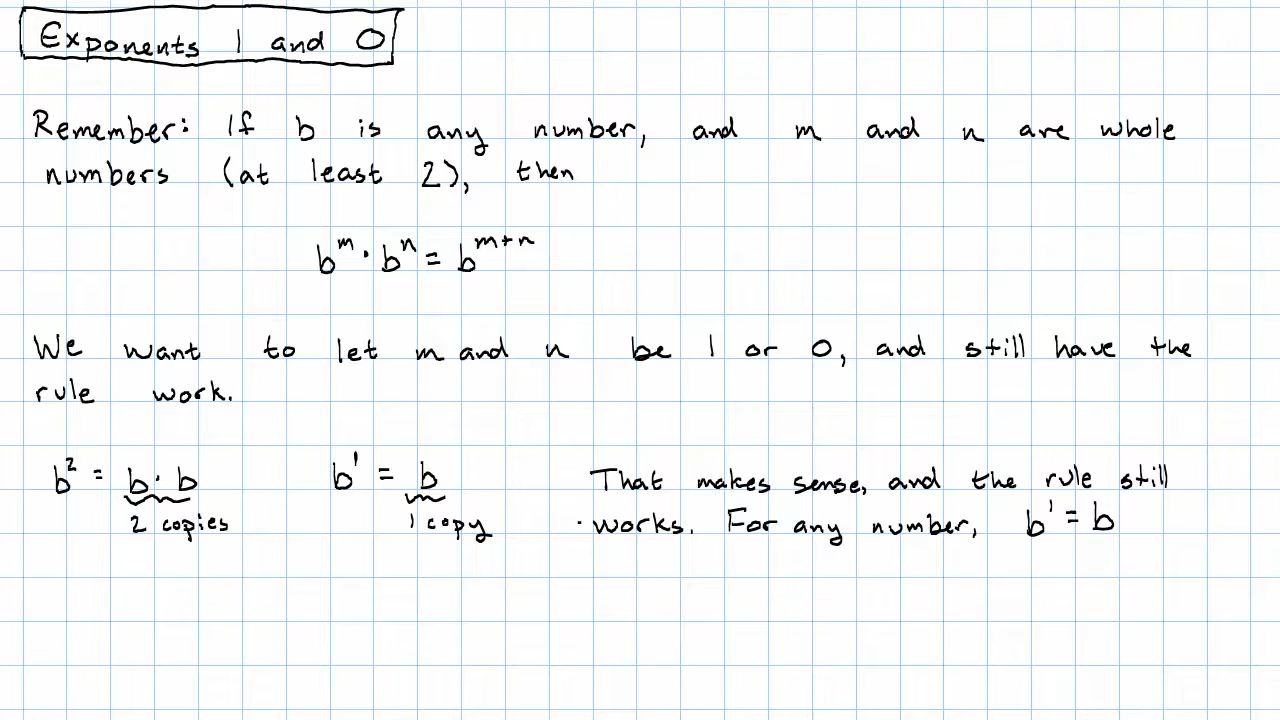 Exponents 1 and 0
Remember: If b is any number, and m and n are whole
numbers (at least 2), then
b^m · b^n = b^{m+n}
We want to let m and n be 1 or 0, and still have the
rule work.
b^2 = b · b    b^1 = b    That makes sense, and the rule still
2 copies    1 copy    works. For any number, b^1 = b